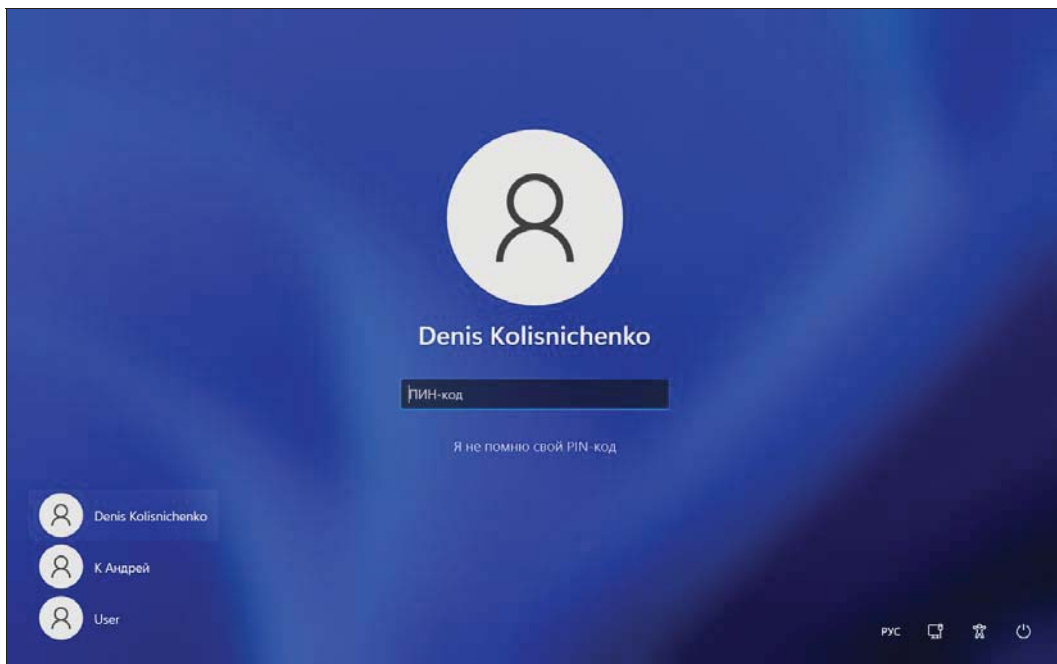 Denis Kolisnichenko
ПИН-код
Я не помню свой PIN-код
Denis Kolisnichenko
К Андрей
User
РУС